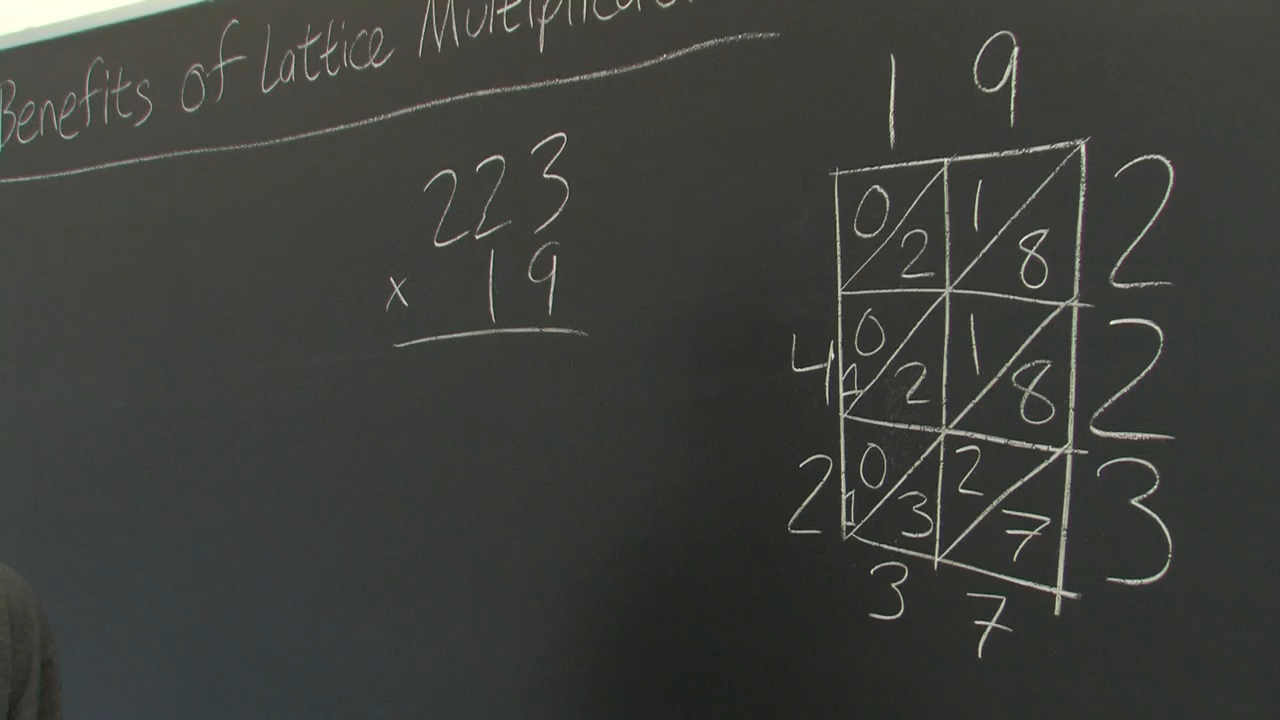 Benefits of Lattice
223
x 19
1 9
0 1 2
2 8
0 1 2
4 1 2 8
0 2 3
2 1 3 7
3 7